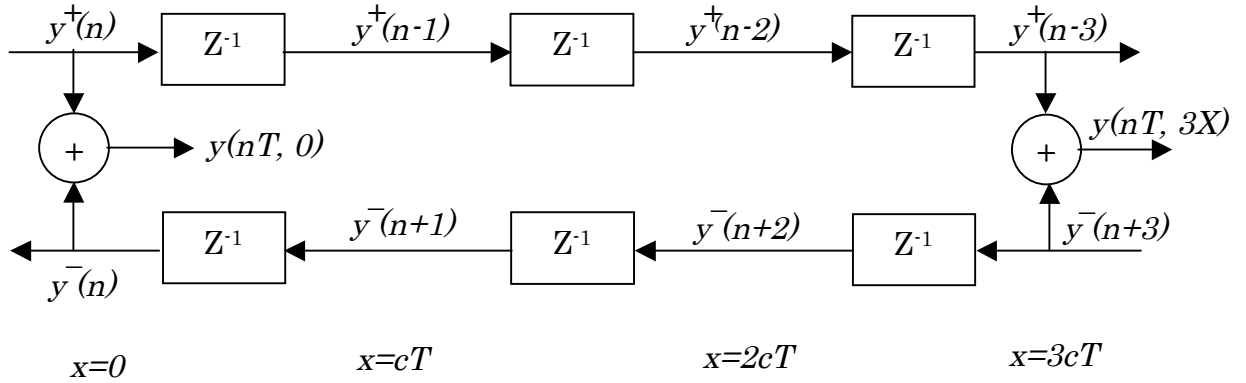 y⁺(n) Z⁻¹ y⁺(n-1) Z⁻¹ y⁺(n-2) Z⁻¹ y⁺(n-3)
+ y(nT, 0) + y(nT, 3X)
Z⁻¹ y⁻(n+1) Z⁻¹ y⁻(n+2) Z⁻¹ y⁻(n+3)
y⁻(n)
x=0 x=cT x=2cT x=3cT